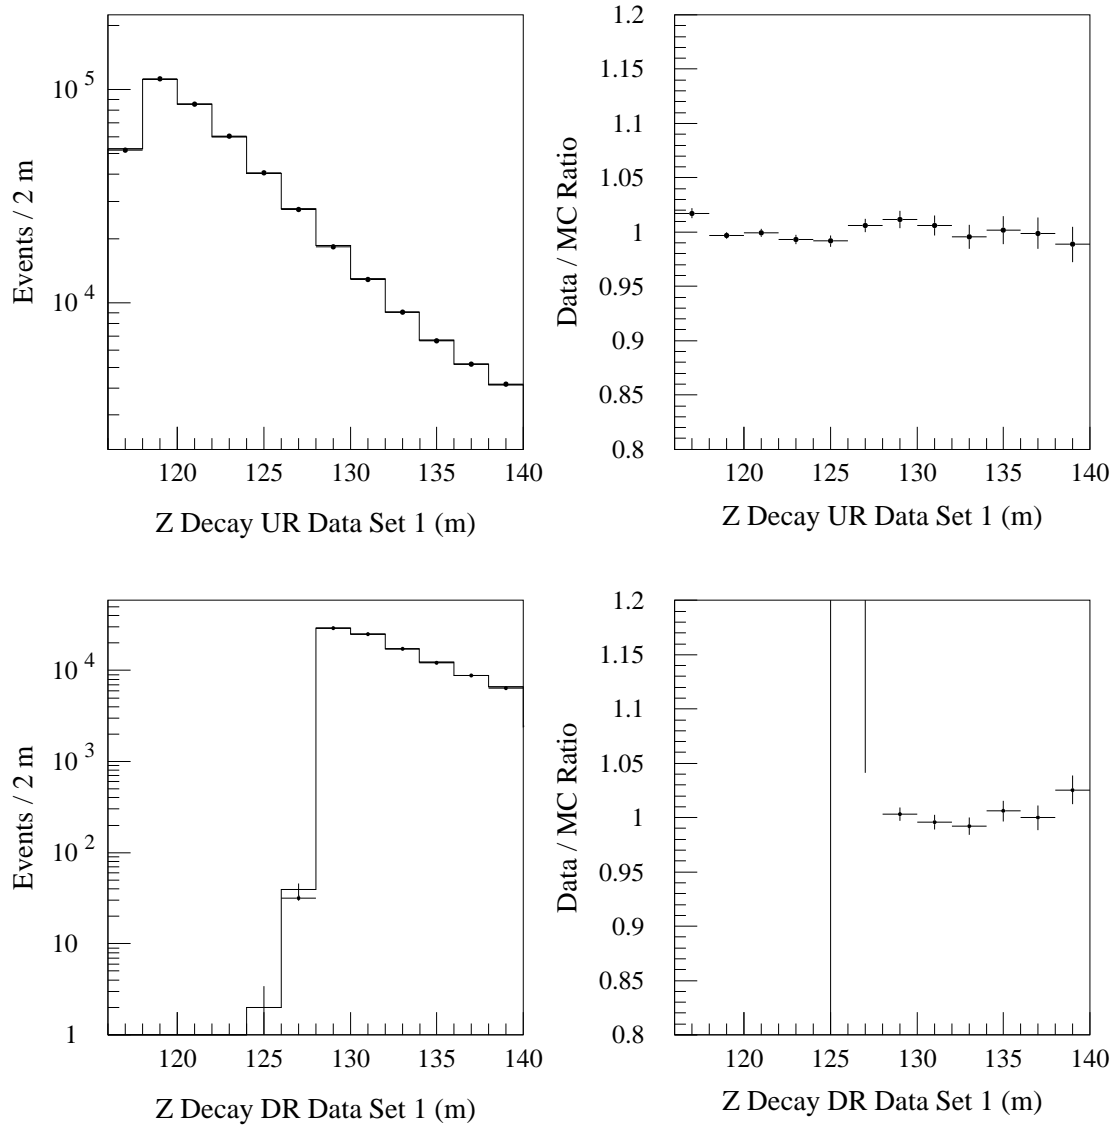 Events / 2 m
10 5
10 4
120 125 130 135 140
Z Decay UR Data Set 1 (m)
Data / MC Ratio
1.2
1.15
1.1
1.05
1
0.95
0.9
0.85
0.8
120 125 130 135 140
Z Decay UR Data Set 1 (m)
Events / 2 m
10 4
10 3
10 2
10
1
120 125 130 135 140
Z Decay DR Data Set 1 (m)
Data / MC Ratio
1.2
1.15
1.1
1.05
1
0.95
0.9
0.85
0.8
120 125 130 135 140
Z Decay DR Data Set 1 (m)